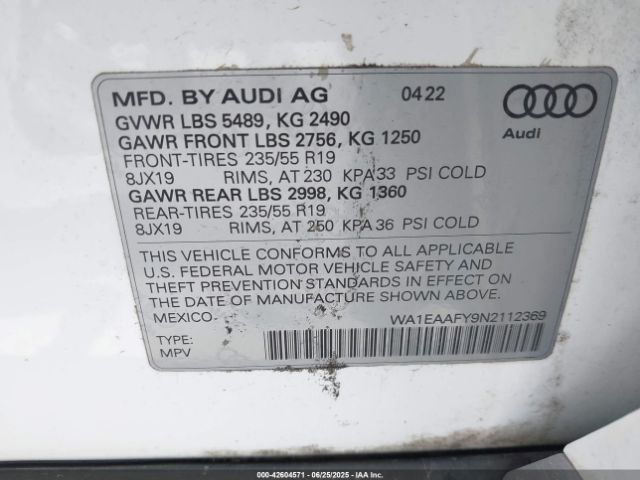 MFD. BY AUDI AG 04 22
GVWR LBS 5489, KG 2490
GAWR FRONT LBS 2756, KG 1250
FRONT-TIRES 235/55 R19
8JX19 RIMS, AT 230 KPA 33 PSI COLD
GAWR REAR LBS 2998, KG 1360
REAR-TIRES 235/55 R19
8JX19 RIMS, AT 250 KPA 36 PSI COLD
Audi
THIS VEHICLE CONFORMS TO ALL APPLICABLE
U.S. FEDERAL MOTOR VEHICLE SAFETY AND
THEFT PREVENTION STANDARDS IN EFFECT ON
THE DATE OF MANUFACTURE SHOWN ABOVE.
MEXICO.
WA1EAAFY9N2112369
TYPE:
MPV
000-42604571 - 06/25/2025 - IAAI.COM